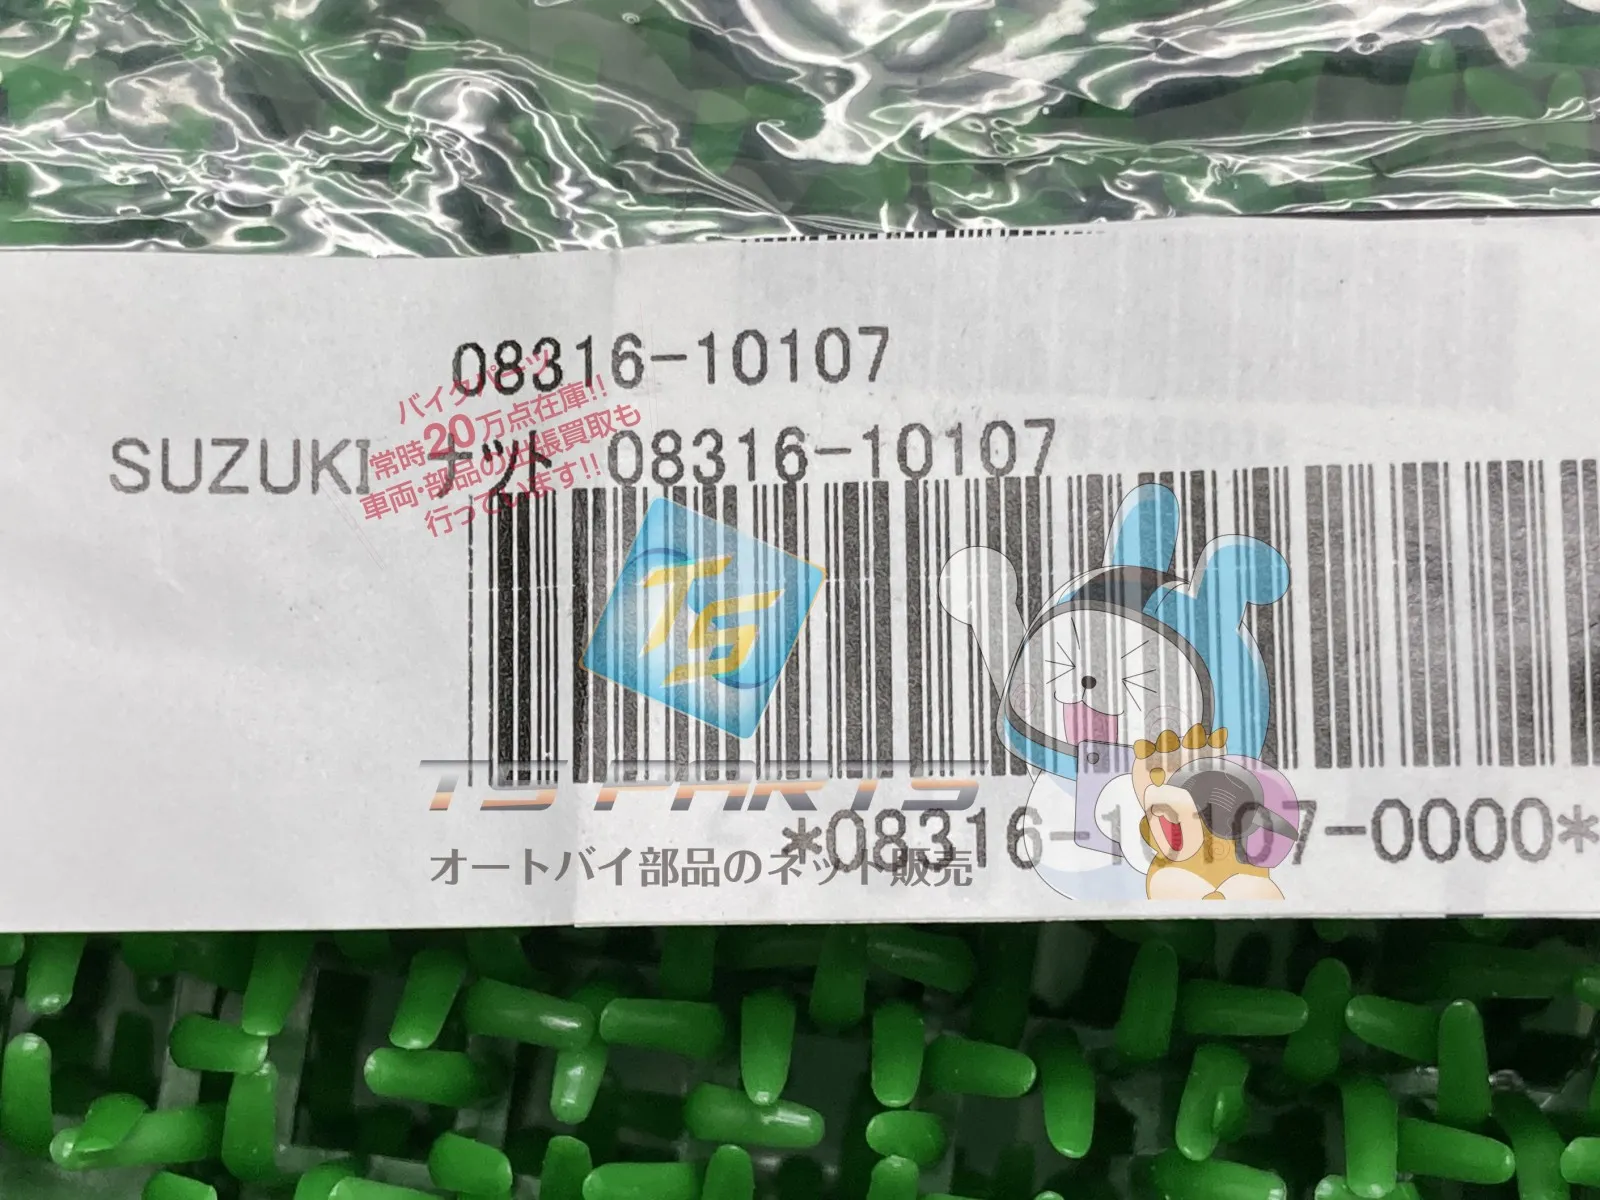 08316-10107
SUZUKI ナット 08316-10107
バイクパーツ
常時20万点在庫!!
車両・部品の出張買取も
行っています!!
TS
TS PARTS
*08316-10107-0000*
オートバイ部品のネット販売